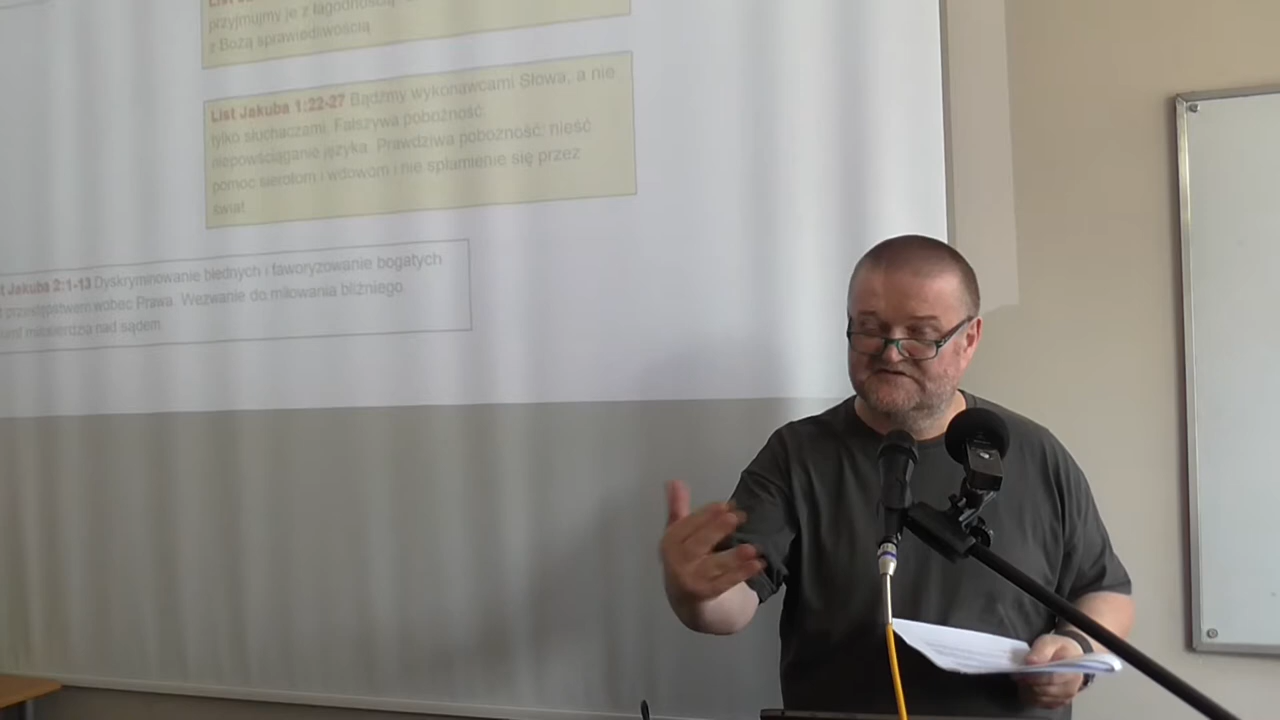 przyjmujmy je z łagodnością
z Bożą sprawiedliwością
List Jakuba 1:22-27 Bądźmy wykonawcami Słowa, a nie
tylko słuchaczami. Fałszywa pobożność:
niepowściąganie języka. Prawdziwa pobożność: nieść
pomoc sierotom i wdowom i nie splamienie się przez
świat
Jakuba 2:1-13 Dyskryminowanie biednych i faworyzowanie bogatych
przestępstwem wobec Prawa. Wezwanie do miłowania bliźniego
miłosierdzia nad sądem